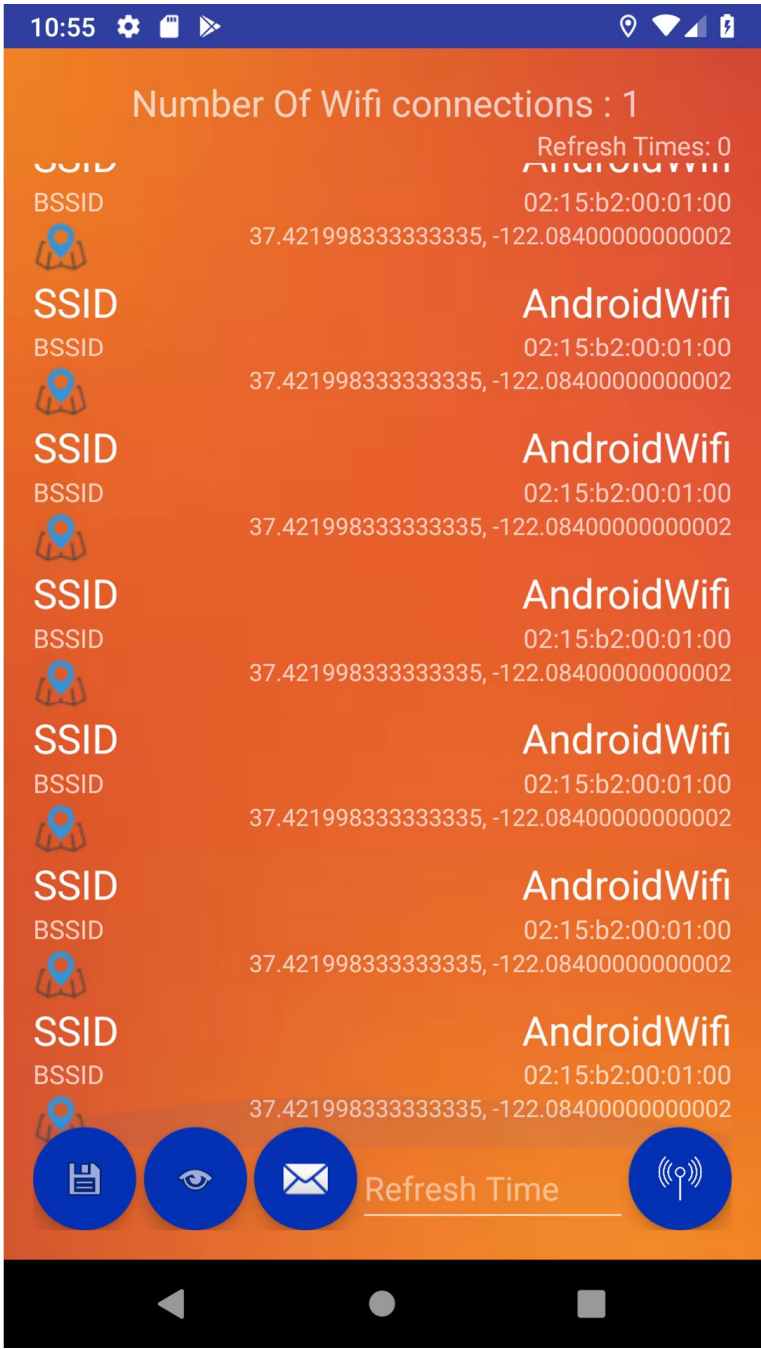 10:55
Number Of Wifi connections : 1
Refresh Times: 0
SSID AndroidWifi
BSSID 02:15:b2:00:01:00
37.421998333333335, -122.08400000000002
SSID AndroidWifi
BSSID 02:15:b2:00:01:00
37.421998333333335, -122.08400000000002
SSID AndroidWifi
BSSID 02:15:b2:00:01:00
37.421998333333335, -122.08400000000002
SSID AndroidWifi
BSSID 02:15:b2:00:01:00
37.421998333333335, -122.08400000000002
SSID AndroidWifi
BSSID 02:15:b2:00:01:00
37.421998333333335, -122.08400000000002
SSID AndroidWifi
BSSID 02:15:b2:00:01:00
37.421998333333335, -122.08400000000002
SSID AndroidWifi
BSSID 02:15:b2:00:01:00
37.421998333333335, -122.08400000000002
Refresh Time